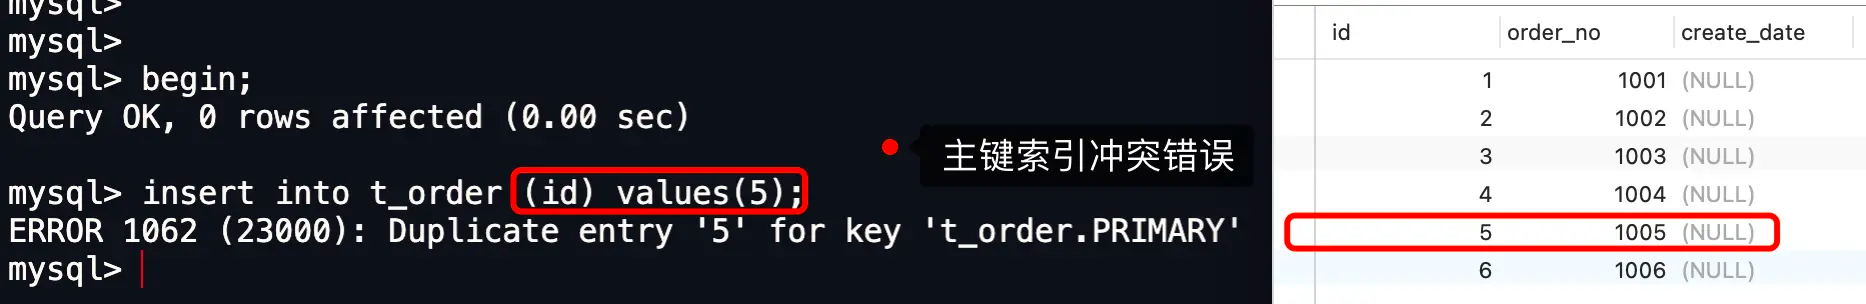 mysql>
mysql>
mysql> begin;
Query OK, 0 rows affected (0.00 sec)
主键索引冲突错误
mysql> insert into t_order (id) values(5);
ERROR 1062 (23000): Duplicate entry '5' for key 't_order.PRIMARY'
mysql>
id order_no create_date
1 1001 (NULL)
2 1002 (NULL)
3 1003 (NULL)
4 1004 (NULL)
5 1005 (NULL)
6 1006 (NULL)